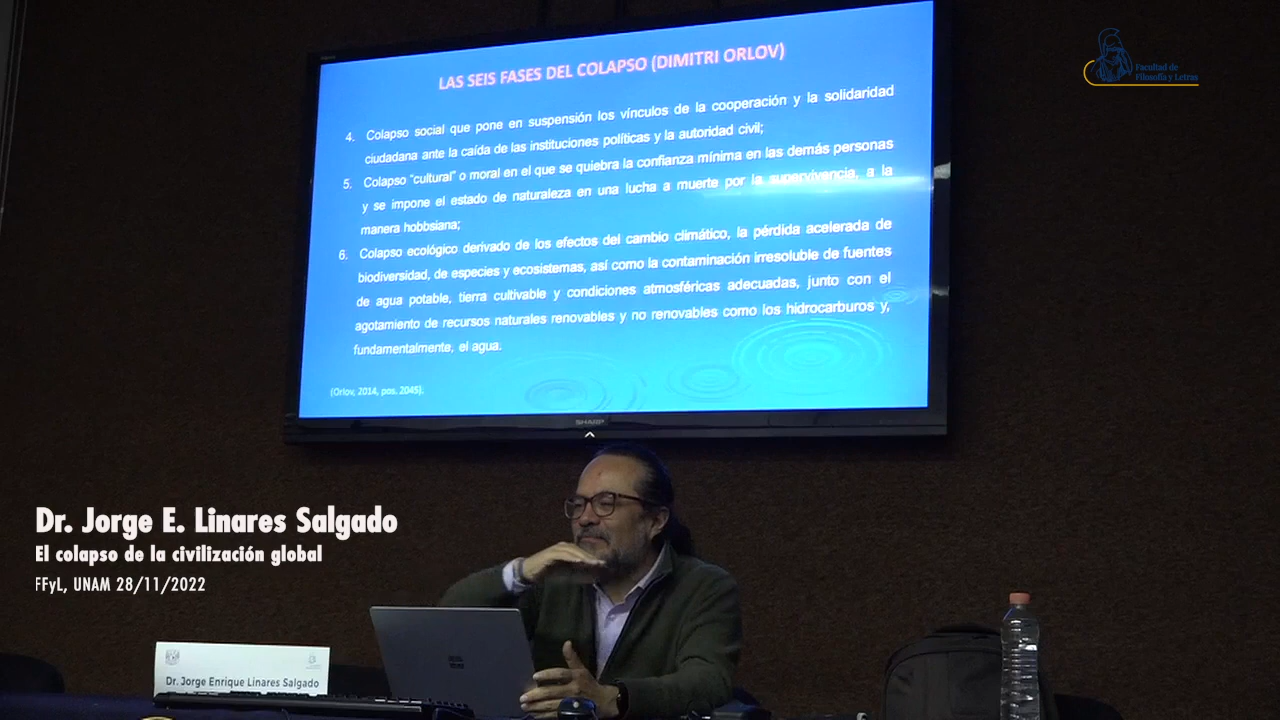 LAS SEIS FASES DEL COLAPSO (DIMITRI ORLOV)
4. Colapso social que pone en suspensión los vínculos de la cooperación y la solidaridad
ciudadana ante la caída de las instituciones políticas y la autoridad civil;
5. Colapso "cultural" o moral en el que se quiebra la confianza mínima en las demás personas
y se impone el estado de naturaleza en una lucha a muerte por la supervivencia, a la
manera hobbsiana;
6. Colapso ecológico derivado de los efectos del cambio climático, la pérdida acelerada de
biodiversidad, de especies y ecosistemas, así como la contaminación irresoluble de fuentes
de agua potable, tierra cultivable y condiciones atmosféricas adecuadas, junto con el
agotamiento de recursos naturales renovables y no renovables como los hidrocarburos y,
fundamentalmente, el agua.
(Orlov, 2014, pos. 2045).
SHARP
Facultad de
Filosofía y Letras
Dr. Jorge E. Linares Salgado
El colapso de la civilización global
FFyL, UNAM 28/11/2022
Dr. Jorge Enrique Linares Salgado